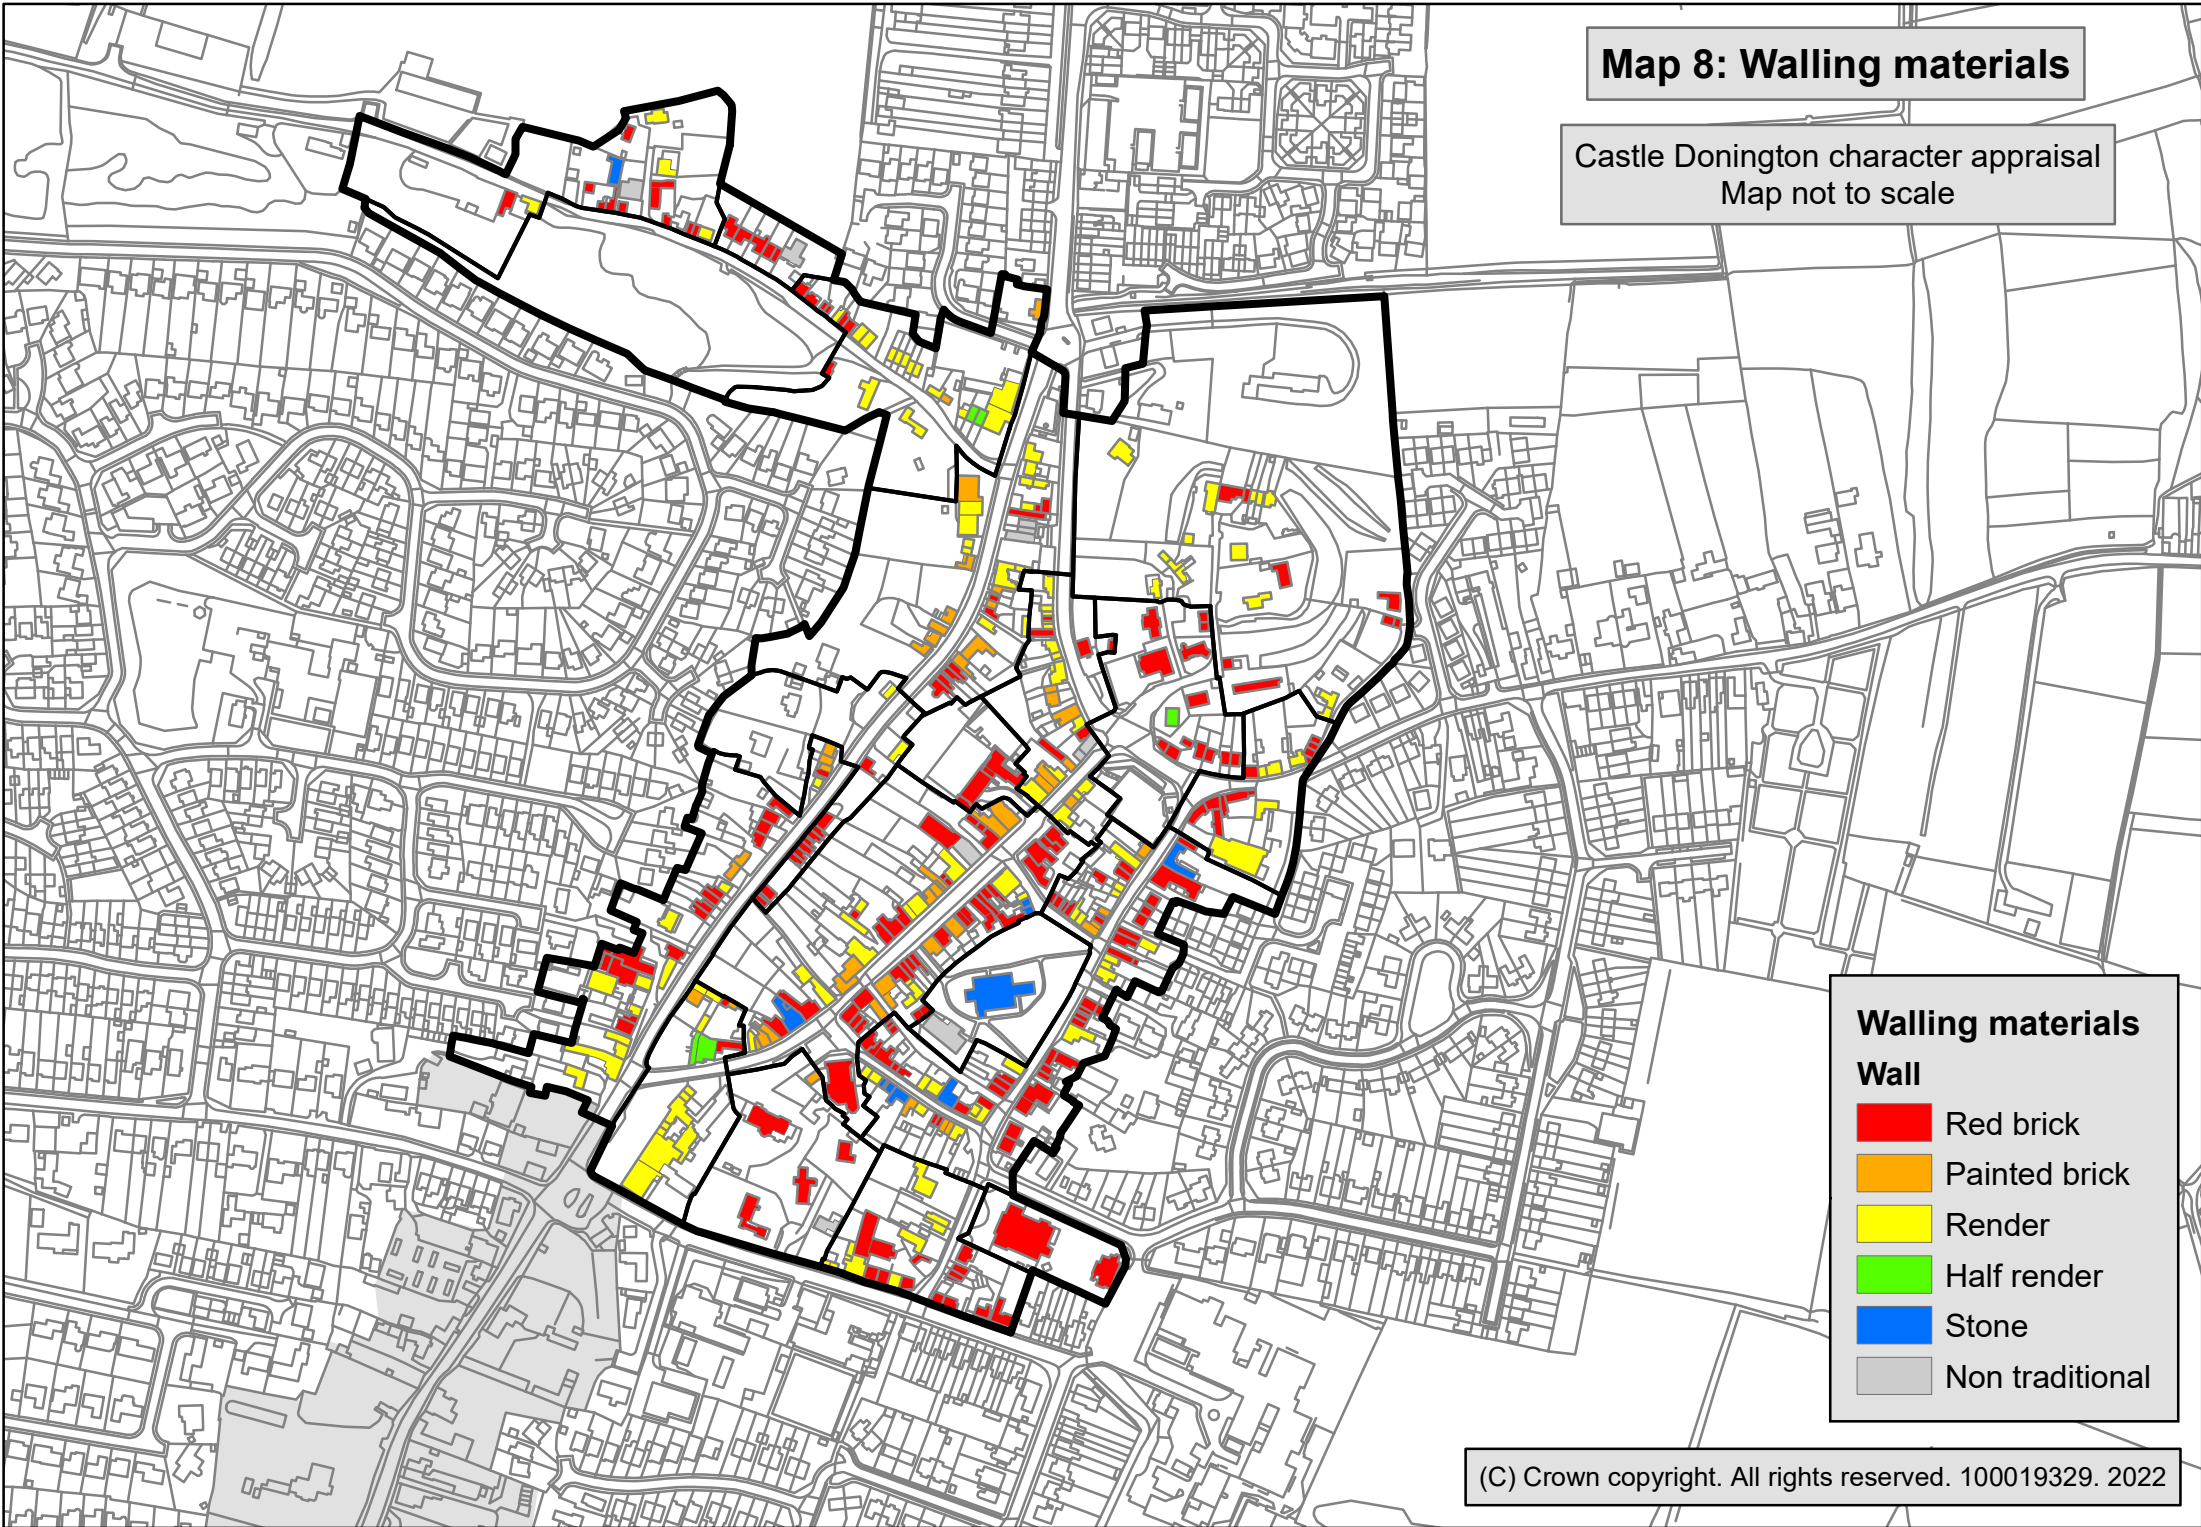 Map 8: Walling materials
Castle Donington character appraisal
Map not to scale
Walling materials
Wall
Red brick
Painted brick
Render
Half render
Stone
Non traditional
(C) Crown copyright. All rights reserved. 100019329. 2022